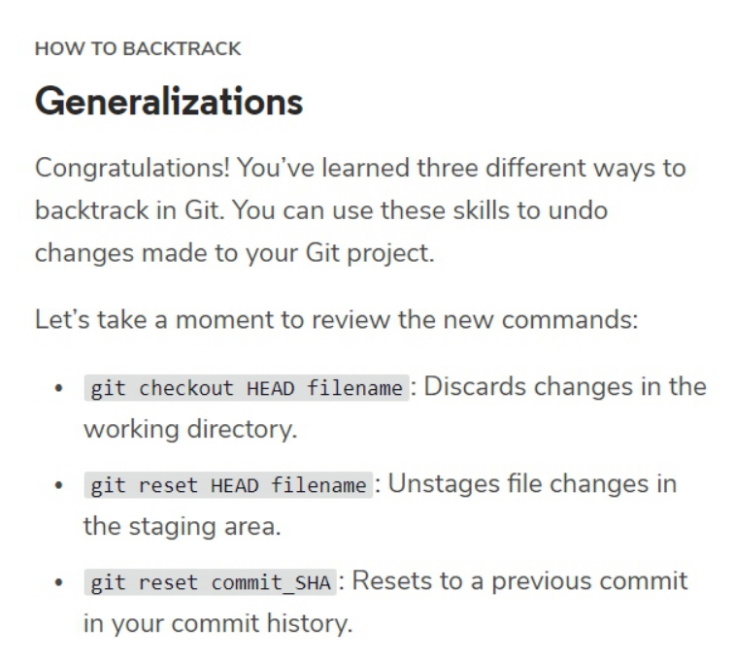 HOW TO BACKTRACK
Generalizations
Congratulations! You’ve learned three different ways to
backtrack in Git. You can use these skills to undo
changes made to your Git project.
Let’s take a moment to review the new commands:
• git checkout HEAD filename: Discards changes in the
working directory.
• git reset HEAD filename: Unstages file changes in
the staging area.
• git reset commit_SHA: Resets to a previous commit
in your commit history.